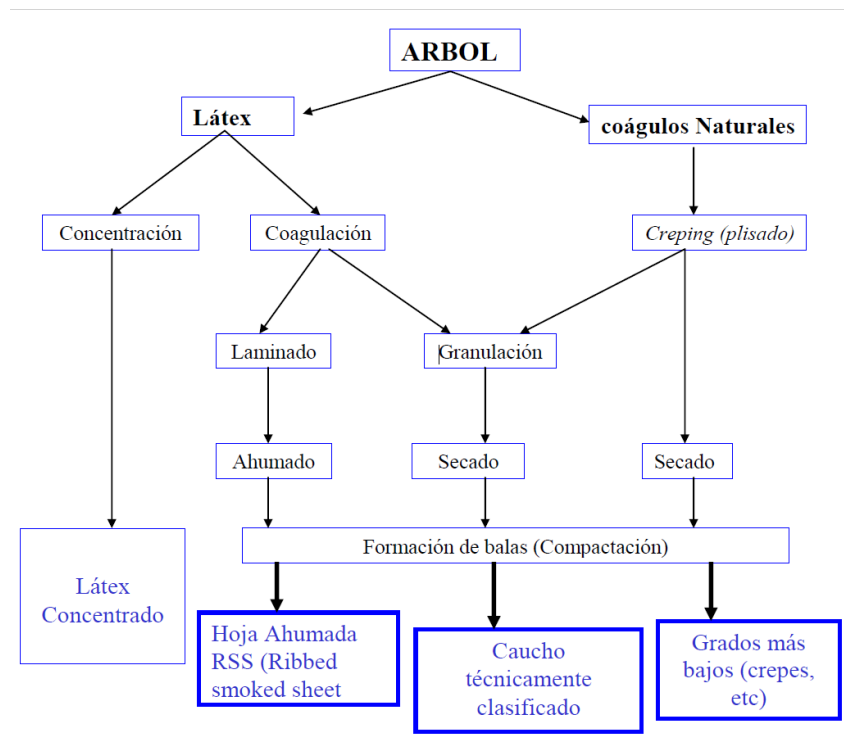 ARBOL
Látex
coágulos Naturales
Concentración
Coagulación
Creping (plisado)
Laminado
Granulación
Ahumado
Secado
Secado
Formación de balas (Compactación)
Látex
Concentrado
Hoja Ahumada
RSS (Ribbed
smoked sheet
Caucho
técnicamente
clasificado
Grados más
bajos (crepes,
etc)